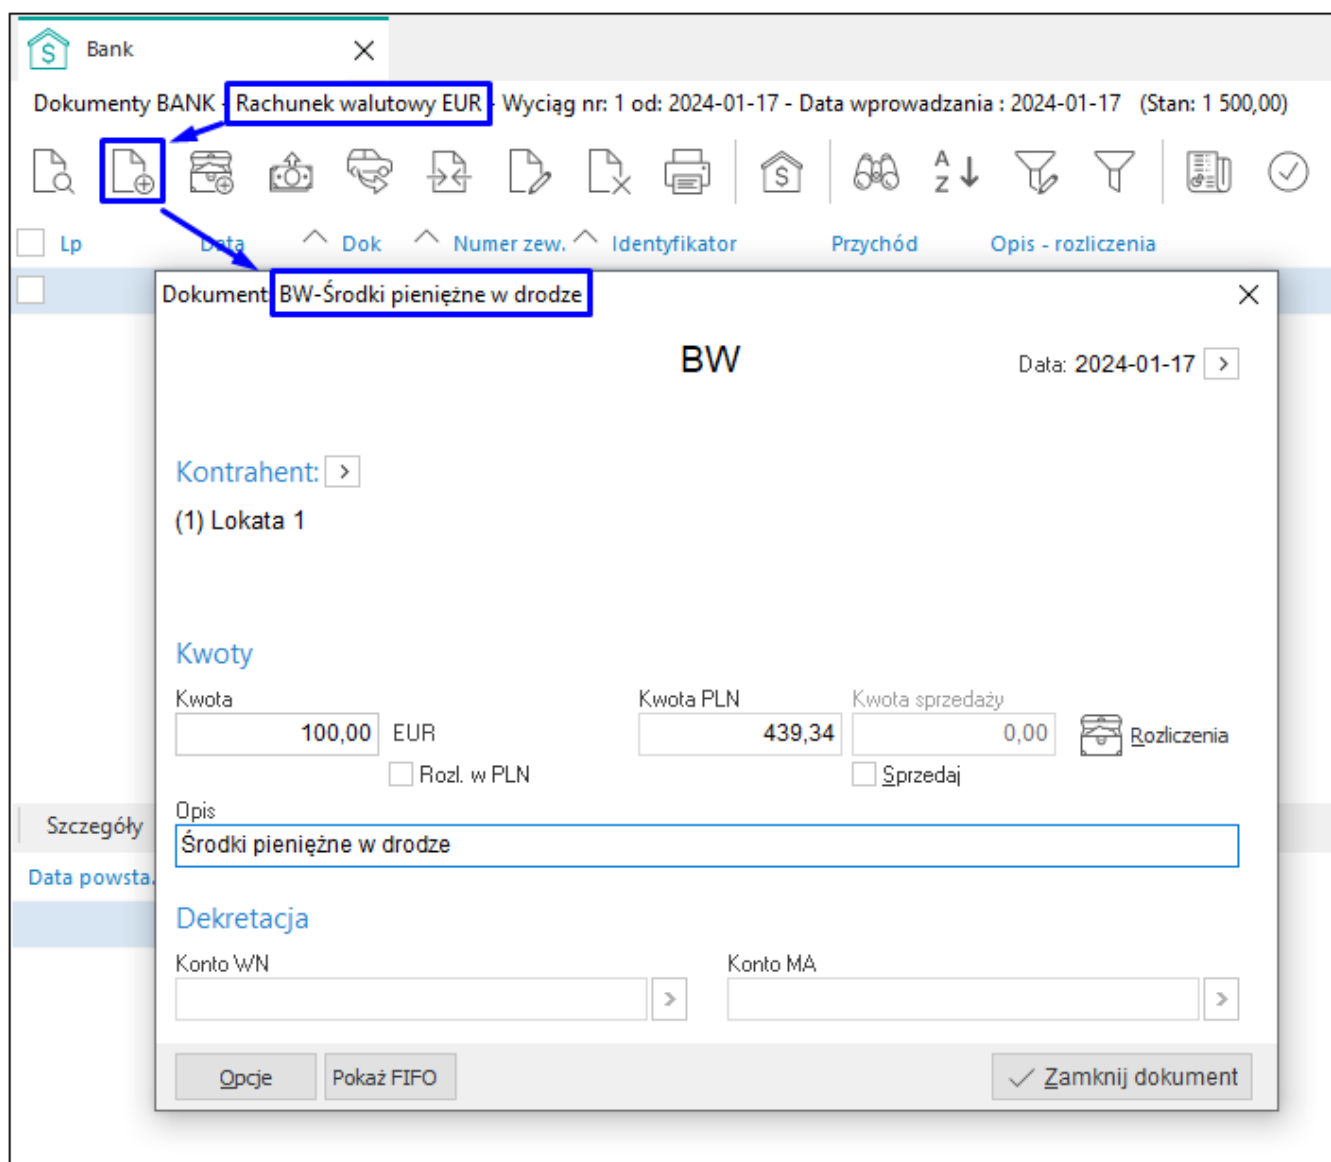 Bank
Dokumenty BANK - Rachunek walutowy EUR - Wyciąg nr: 1 od: 2024-01-17 - Data wprowadzania : 2024-01-17 (Stan: 1 500,00)
Lp Data Dok Numer zew. Identyfikator Przychód Opis - rozliczenia
Dokument: BW-Środki pieniężne w drodze
BW
Data: 2024-01-17
Kontrahent:
(1) Lokata 1
Kwoty
Kwota Kwota PLN Kwota sprzedaży
100,00 EUR 439,34 0,00 Rozliczenia
Rozl. w PLN Sprzedaj
Opis
Szczegóły
Środki pieniężne w drodze
Data powsta.
Dekretacja
Konto WN Konto MA
Opcje Pokaż FIFO Zamknij dokument